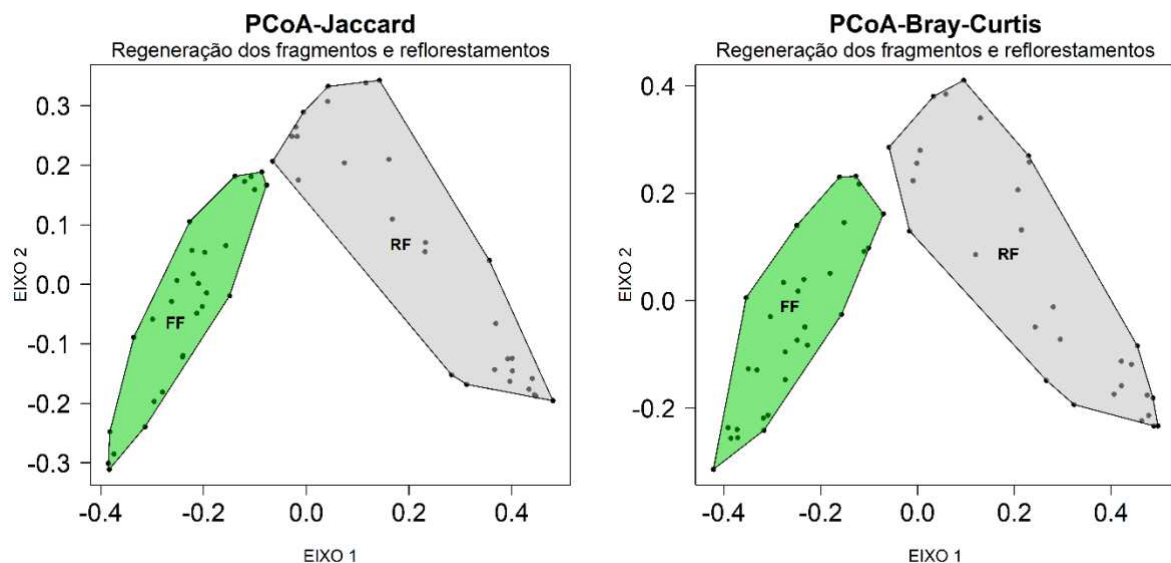 PCoA-Jaccard
Regeneração dos fragmentos e reflorestamentos
0.3
0.2
0.1
0.0
-0.1
-0.2
-0.3
EIXO 2
FF
RF
-0.4 -0.2 0.0 0.2 0.4
EIXO 1
PCoA-Bray-Curtis
Regeneração dos fragmentos e reflorestamentos
0.4
0.2
0.0
-0.2
EIXO 2
FF
RF
-0.4 -0.2 0.0 0.2 0.4
EIXO 1